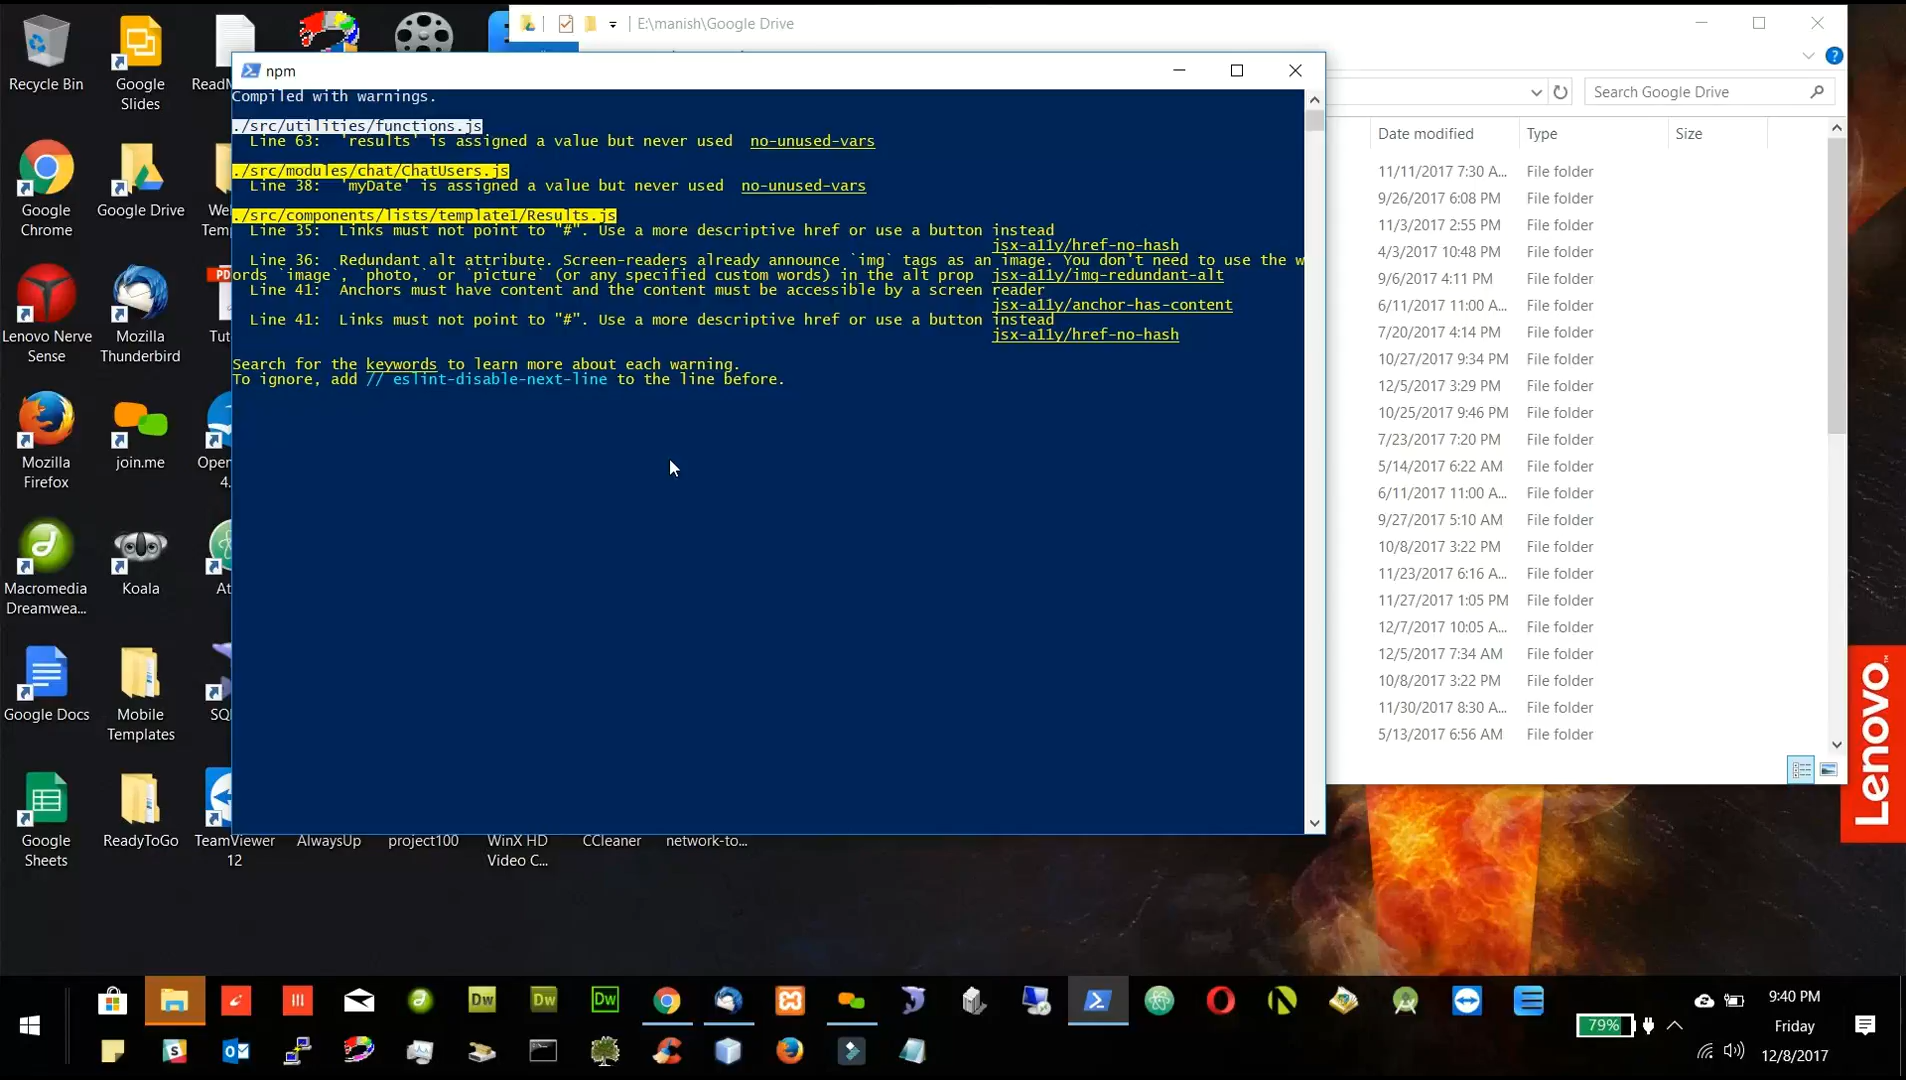 E:\manish\Google Drive
Search Google Drive
Date modified
Type
Size
11/11/2017 7:30 A... File folder
9/26/2017 6:08 PM File folder
11/3/2017 2:55 PM File folder
4/3/2017 10:48 PM File folder
9/6/2017 4:11 PM File folder
6/11/2017 11:00 A... File folder
7/20/2017 4:14 PM File folder
10/27/2017 9:34 PM File folder
12/5/2017 3:29 PM File folder
10/25/2017 9:46 PM File folder
7/23/2017 7:20 PM File folder
5/14/2017 6:22 AM File folder
6/11/2017 11:00 A... File folder
9/27/2017 5:10 AM File folder
10/8/2017 3:22 PM File folder
11/23/2017 6:16 A... File folder
11/27/2017 1:05 PM File folder
12/7/2017 10:05 A... File folder
12/5/2017 7:34 AM File folder
10/8/2017 3:22 PM File folder
11/30/2017 8:30 A... File folder
5/13/2017 6:56 AM File folder
npm
Compiled with warnings.
./src/utilities/functions.js
Line 63: 'results' is assigned a value but never used no-unused-vars
./src/modules/chat/ChatUsers.js
Line 38: 'myDate' is assigned a value but never used no-unused-vars
./src/components/lists/template1/Results.js
Line 35: Links must not point to "#". Use a more descriptive href or use a button instead
jsx-a11y/href-no-hash
Line 36: Redundant alt attribute. Screen-readers already announce `img` tags as an image. You don't need to use the w
ords `image`, `photo,` or `picture` (or any specified custom words) in the alt prop jsx-a11y/img-redundant-alt
Line 41: Anchors must have content and the content must be accessible by a screen reader
jsx-a11y/anchor-has-content
Line 41: Links must not point to "#". Use a more descriptive href or use a button instead
jsx-a11y/href-no-hash
Search for the keywords to learn more about each warning.
To ignore, add // eslint-disable-next-line to the line before.
Recycle Bin
Google
Slides
ReadM
Google
Chrome
Google Drive
We
Temp
Lenovo Nerve
Sense
Mozilla
Thunderbird
PD
Tut
Mozilla
Firefox
join.me
Open
4.
Macromedia
Dreamwea...
Koala
At
Google Docs
Mobile
Templates
SQ
Google
Sheets
ReadyToGo
TeamViewer
12
AlwaysUp
project100
WinX HD
Video C...
CCleaner
network-to...
Lenovo
Dw
Dw
Dw
79%
9:40 PM
Friday
12/8/2017